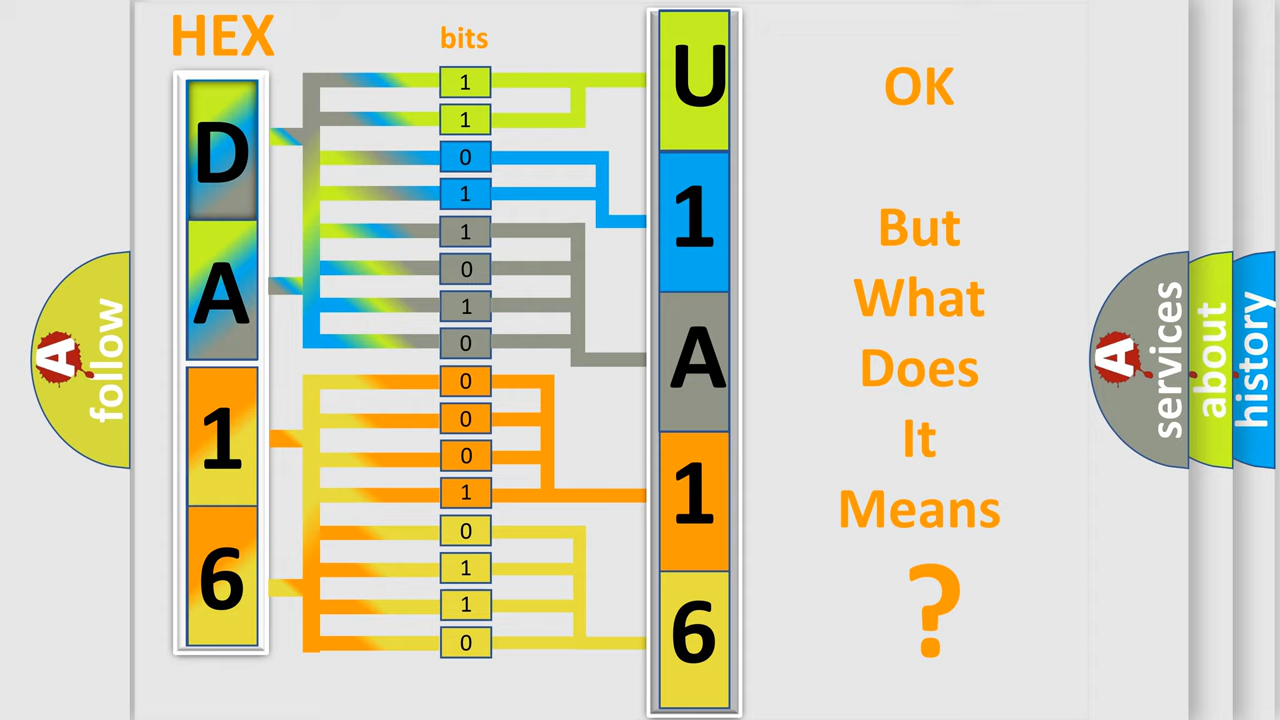 HEX
bits
D
A
1
6
1
1
0
1
1
0
1
0
0
0
0
1
0
1
1
0
U
1
A
1
6
OK
But
What
Does
It
Means
?
A
follow
A
services
about
history